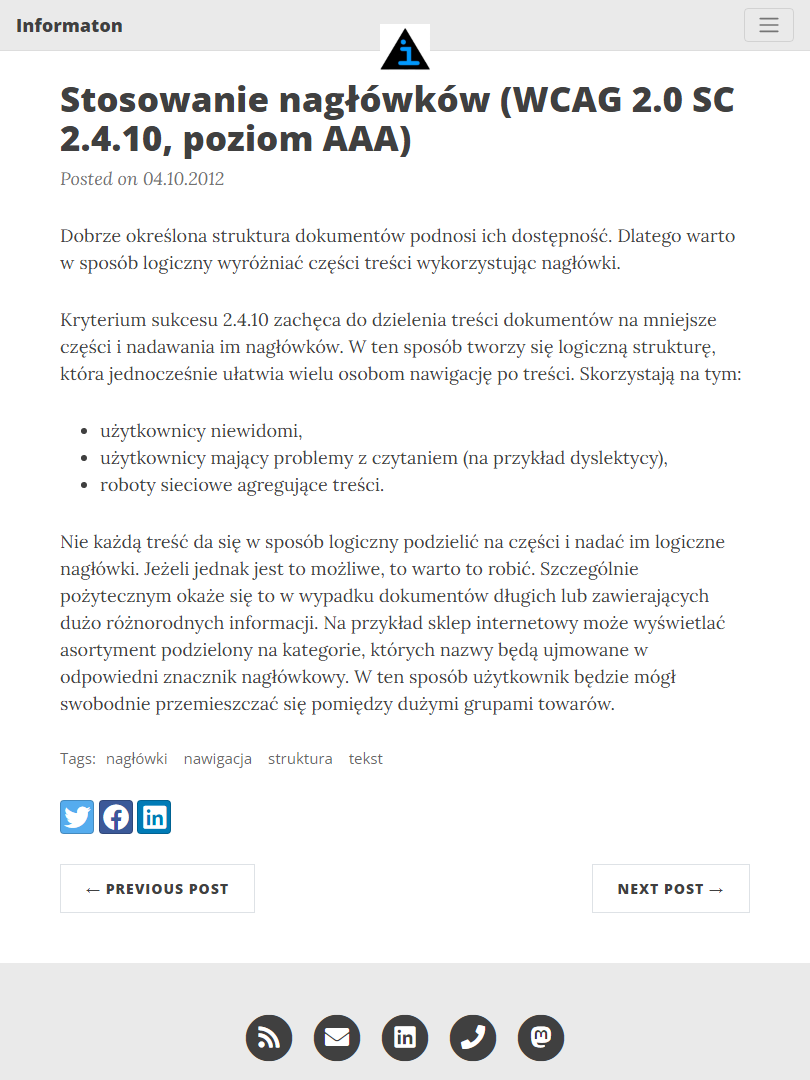 Informaton
i
Stosowanie nagłówków (WCAG 2.0 SC
2.4.10, poziom AAA)
Posted on 04.10.2012
Dobrze określona struktura dokumentów podnosi ich dostępność. Dlatego warto
w sposób logiczny wyróżniać części treści wykorzystując nagłówki.
Kryterium sukcesu 2.4.10 zachęca do dzielenia treści dokumentów na mniejsze
części i nadawania im nagłówków. W ten sposób tworzy się logiczną strukturę,
która jednocześnie ułatwia wielu osobom nawigację po treści. Skorzystają na tym:
• użytkownicy niewidomi,
• użytkownicy mający problemy z czytaniem (na przykład dyslektycy),
• roboty sieciowe agregujące treści.
Nie każdą treść da się w sposób logiczny podzielić na części i nadać im logiczne
nagłówki. Jeżeli jednak jest to możliwe, to warto to robić. Szczególnie
pożytecznym okaże się to w wypadku dokumentów długich lub zawierających
dużo różnorodnych informacji. Na przykład sklep internetowy może wyświetlać
asortyment podzielony na kategorie, których nazwy będą ujmowane w
odpowiedni znacznik nagłówkowy. W ten sposób użytkownik będzie mógł
swobodnie przemieszczać się pomiędzy dużymi grupami towarów.
Tags: nagłówki nawigacja struktura tekst
← PREVIOUS POST
NEXT POST →